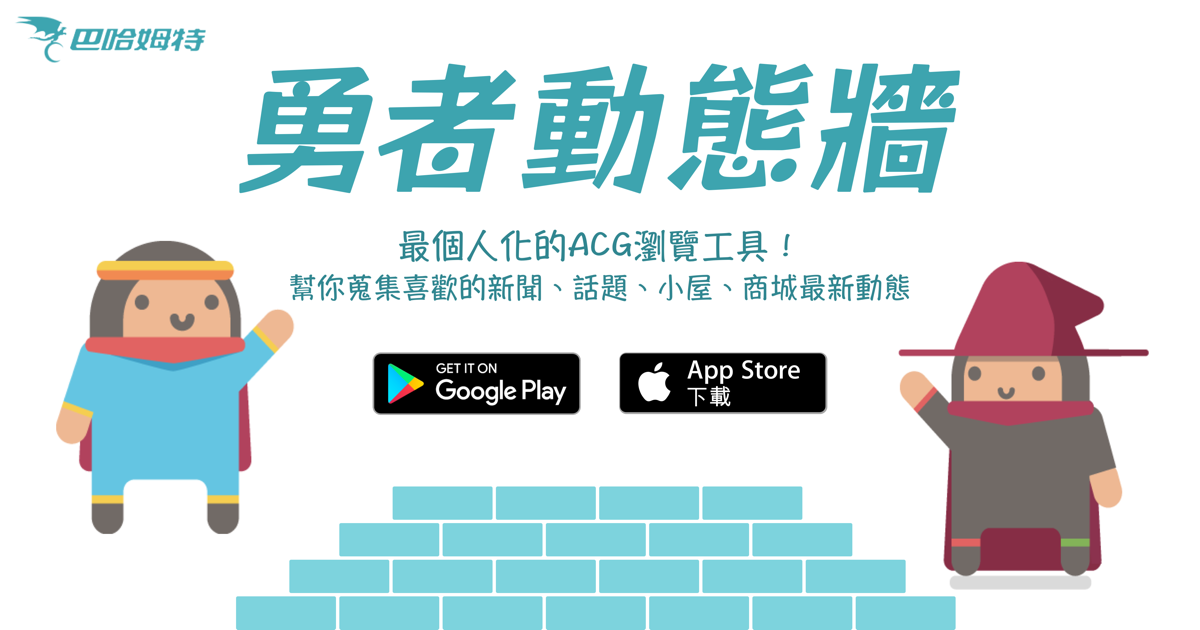 巴哈姆特
勇者動態牆
最個人化的ACG瀏覽工具！
幫你蒐集喜歡的新聞、話題、小屋、商城最新動態
GET IT ON
Google Play
App Store
下載